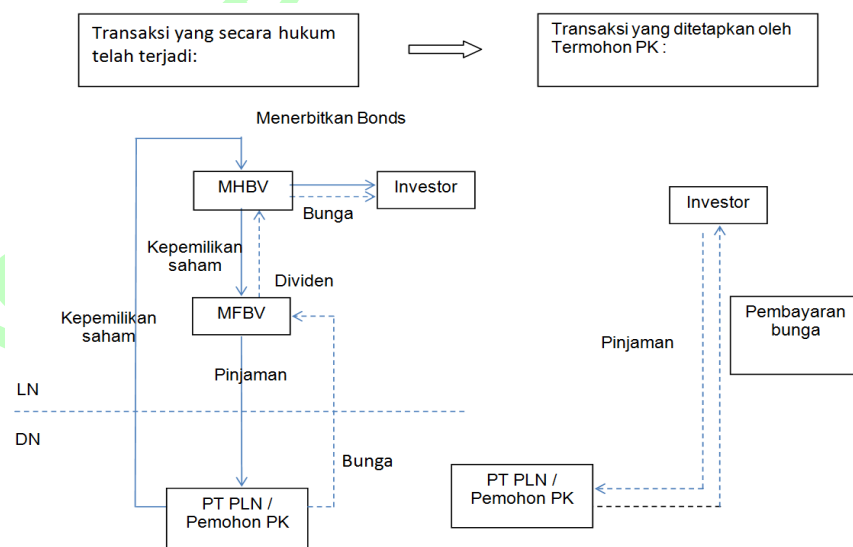 Transaksi yang secara hukum
telah terjadi:
Transaksi yang ditetapkan oleh
Termohon PK :
Menerbitkan Bonds
MHBV
Investor
Bunga
Kepemilikan
saham
Dividen
MFBV
Kepemilikan
saham
Pinjaman
LN
DN
Bunga
PT PLN /
Pemohon PK
Investor
Pinjaman
Pembayaran
bunga
PT PLN /
Pemohon PK